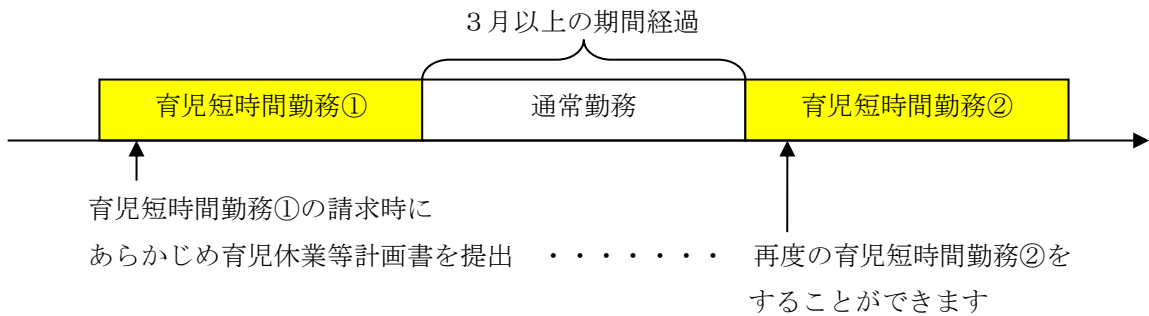 ３月以上の期間経過
育児短時間勤務① 通常勤務 育児短時間勤務②
育児短時間勤務①の請求時に
あらかじめ育児休業等計画書を提出 ・・・・・・・ 再度の育児短時間勤務②を
することができます